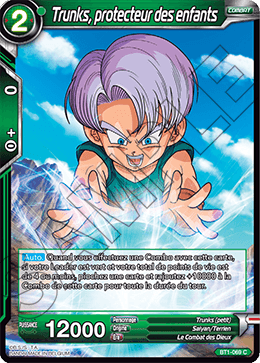 2
Trunks, protecteur des enfants
COMBAT
0 + 0
Auto Quand vous effectuez une Combo avec cette carte,
si votre Leader est vert et votre total de points de vie est
de 4 ou moins, piochez une carte et rajoutez +10000 à la
Combo de cette carte pour toute la durée du tour.
PUISSANCE
12000
Personnage Trunks (petit)
Origine Saiyan/Terrien
Ère Le Combat des Dieux
BT1-069 C